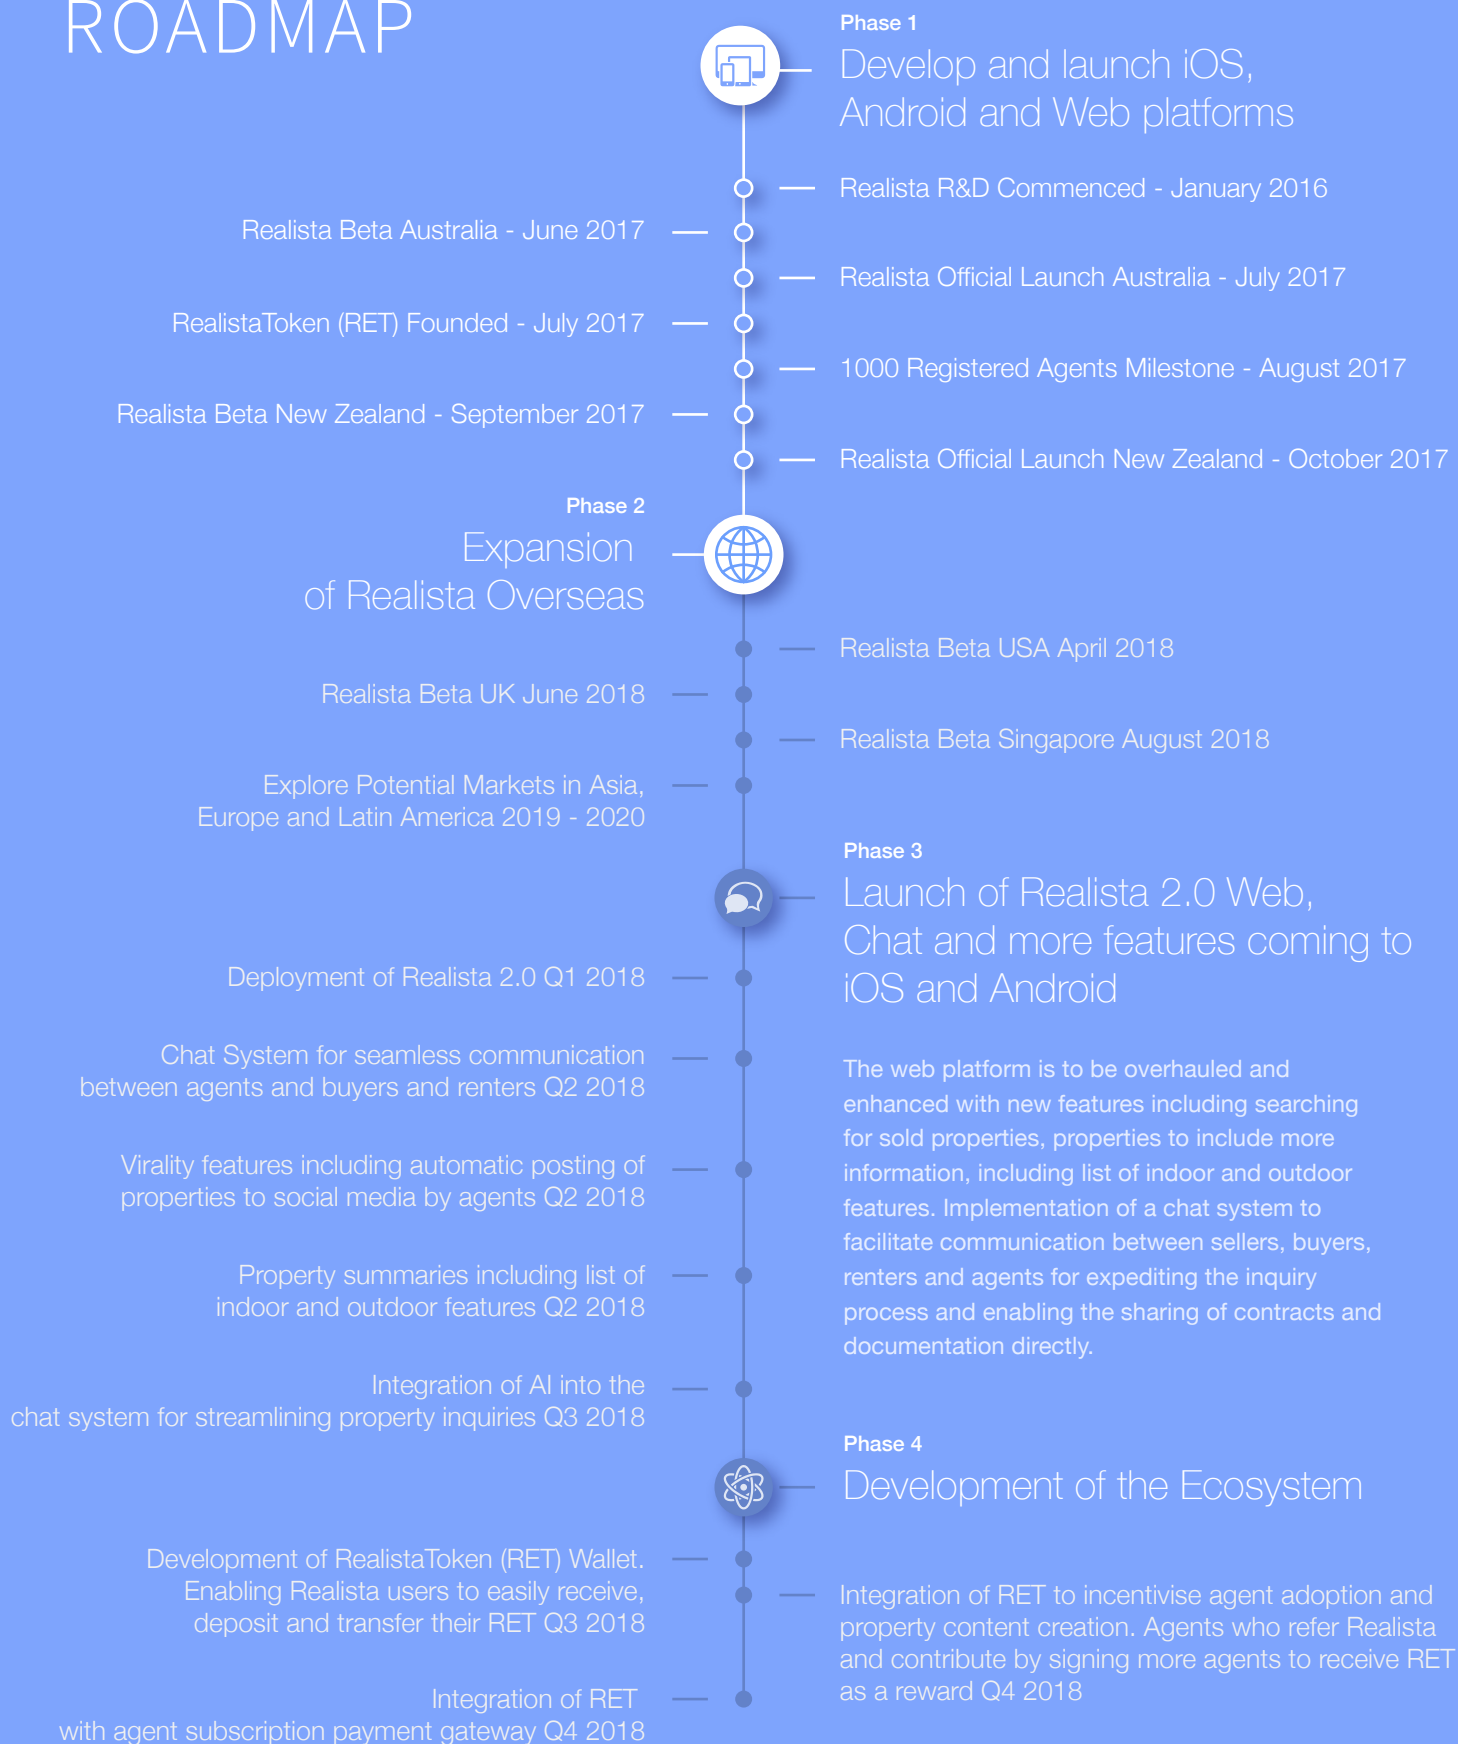 ROADMAP
Phase 1
Develop and launch iOS,
Android and Web platforms
Realista R&D Commenced - January 2016
Realista Beta Australia - June 2017
Realista Official Launch Australia - July 2017
RealistaToken (RET) Founded - July 2017
1000 Registered Agents Milestone - August 2017
Realista Beta New Zealand - September 2017
Realista Official Launch New Zealand - October 2017
Phase 2
Expansion
of Realista Overseas
Realista Beta USA April 2018
Realista Beta UK June 2018
Realista Beta Singapore August 2018
Explore Potential Markets in Asia,
Europe and Latin America 2019 - 2020
Phase 3
Launch of Realista 2.0 Web,
Chat and more features coming to
iOS and Android
The web platform is to be overhauled and
enhanced with new features including searching
for sold properties, properties to include more
information, including list of indoor and outdoor
features. Implementation of a chat system to
facilitate communication between sellers, buyers,
renters and agents for expediting the inquiry
process and enabling the sharing of contracts and
documentation directly.
Deployment of Realista 2.0 Q1 2018
Chat System for seamless communication
between agents and buyers and renters Q2 2018
Virality features including automatic posting of
properties to social media by agents Q2 2018
Property summaries including list of
indoor and outdoor features Q2 2018
Integration of AI into the
chat system for streamlining property inquiries Q3 2018
Phase 4
Development of the Ecosystem
Development of RealistaToken (RET) Wallet.
Enabling Realista users to easily receive,
deposit and transfer their RET Q3 2018
Integration of RET to incentivise agent adoption and
property content creation. Agents who refer Realista
and contribute by signing more agents to receive RET
as a reward Q4 2018
Integration of RET
with agent subscription payment gateway Q4 2018